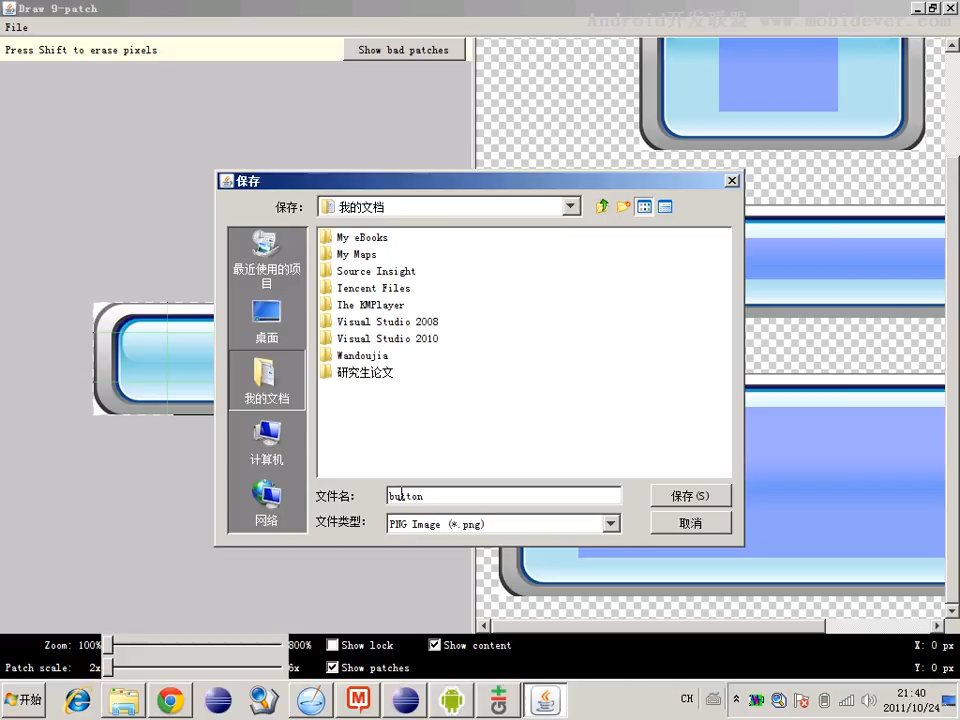 Draw 9-patch
Android开发联盟 www.mobidever.com
File
Press Shift to erase pixels
Show bad patches
保存
保存：
我的文档
最近使用的项目
桌面
我的文档
计算机
网络
My eBooks
My Maps
Source Insight
Tencent Files
The KMPlayer
Visual Studio 2008
Visual Studio 2010
Wandoujia
研究生论文
文件名：
button
保存(S)
文件类型：
PNG Image (*.png)
取消
Zoom: 100%
800%
Show lock
Show content
X: 0 px
Patch scale: 2x
6x
Show patches
Y: 0 px
开始
CH
21:40
2011/10/24